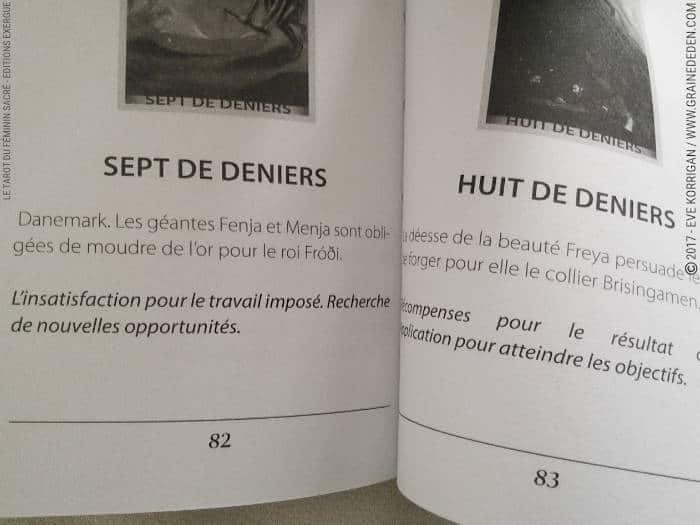 SEPT DE DENIERS
SEPT DE DENIERS
Danemark. Les géantes Fenja et Menja sont obli-
gées de moudre de l'or pour le roi Fróði.
L'insatisfaction pour le travail imposé. Recherche
de nouvelles opportunités.
82
HUIT DE DENIERS
HUIT DE DENIERS
déesse de la beauté Freya persuade
forger pour elle le collier Brisingamen.
compenses pour le résultat
plication pour atteindre les objectifs.
83
LE TAROT DU FÉMININ SACRÉ - EDITIONS EXERGUE
©2017 - EVE KORRIGAN / WWW.GRAINEDEDEN.COM